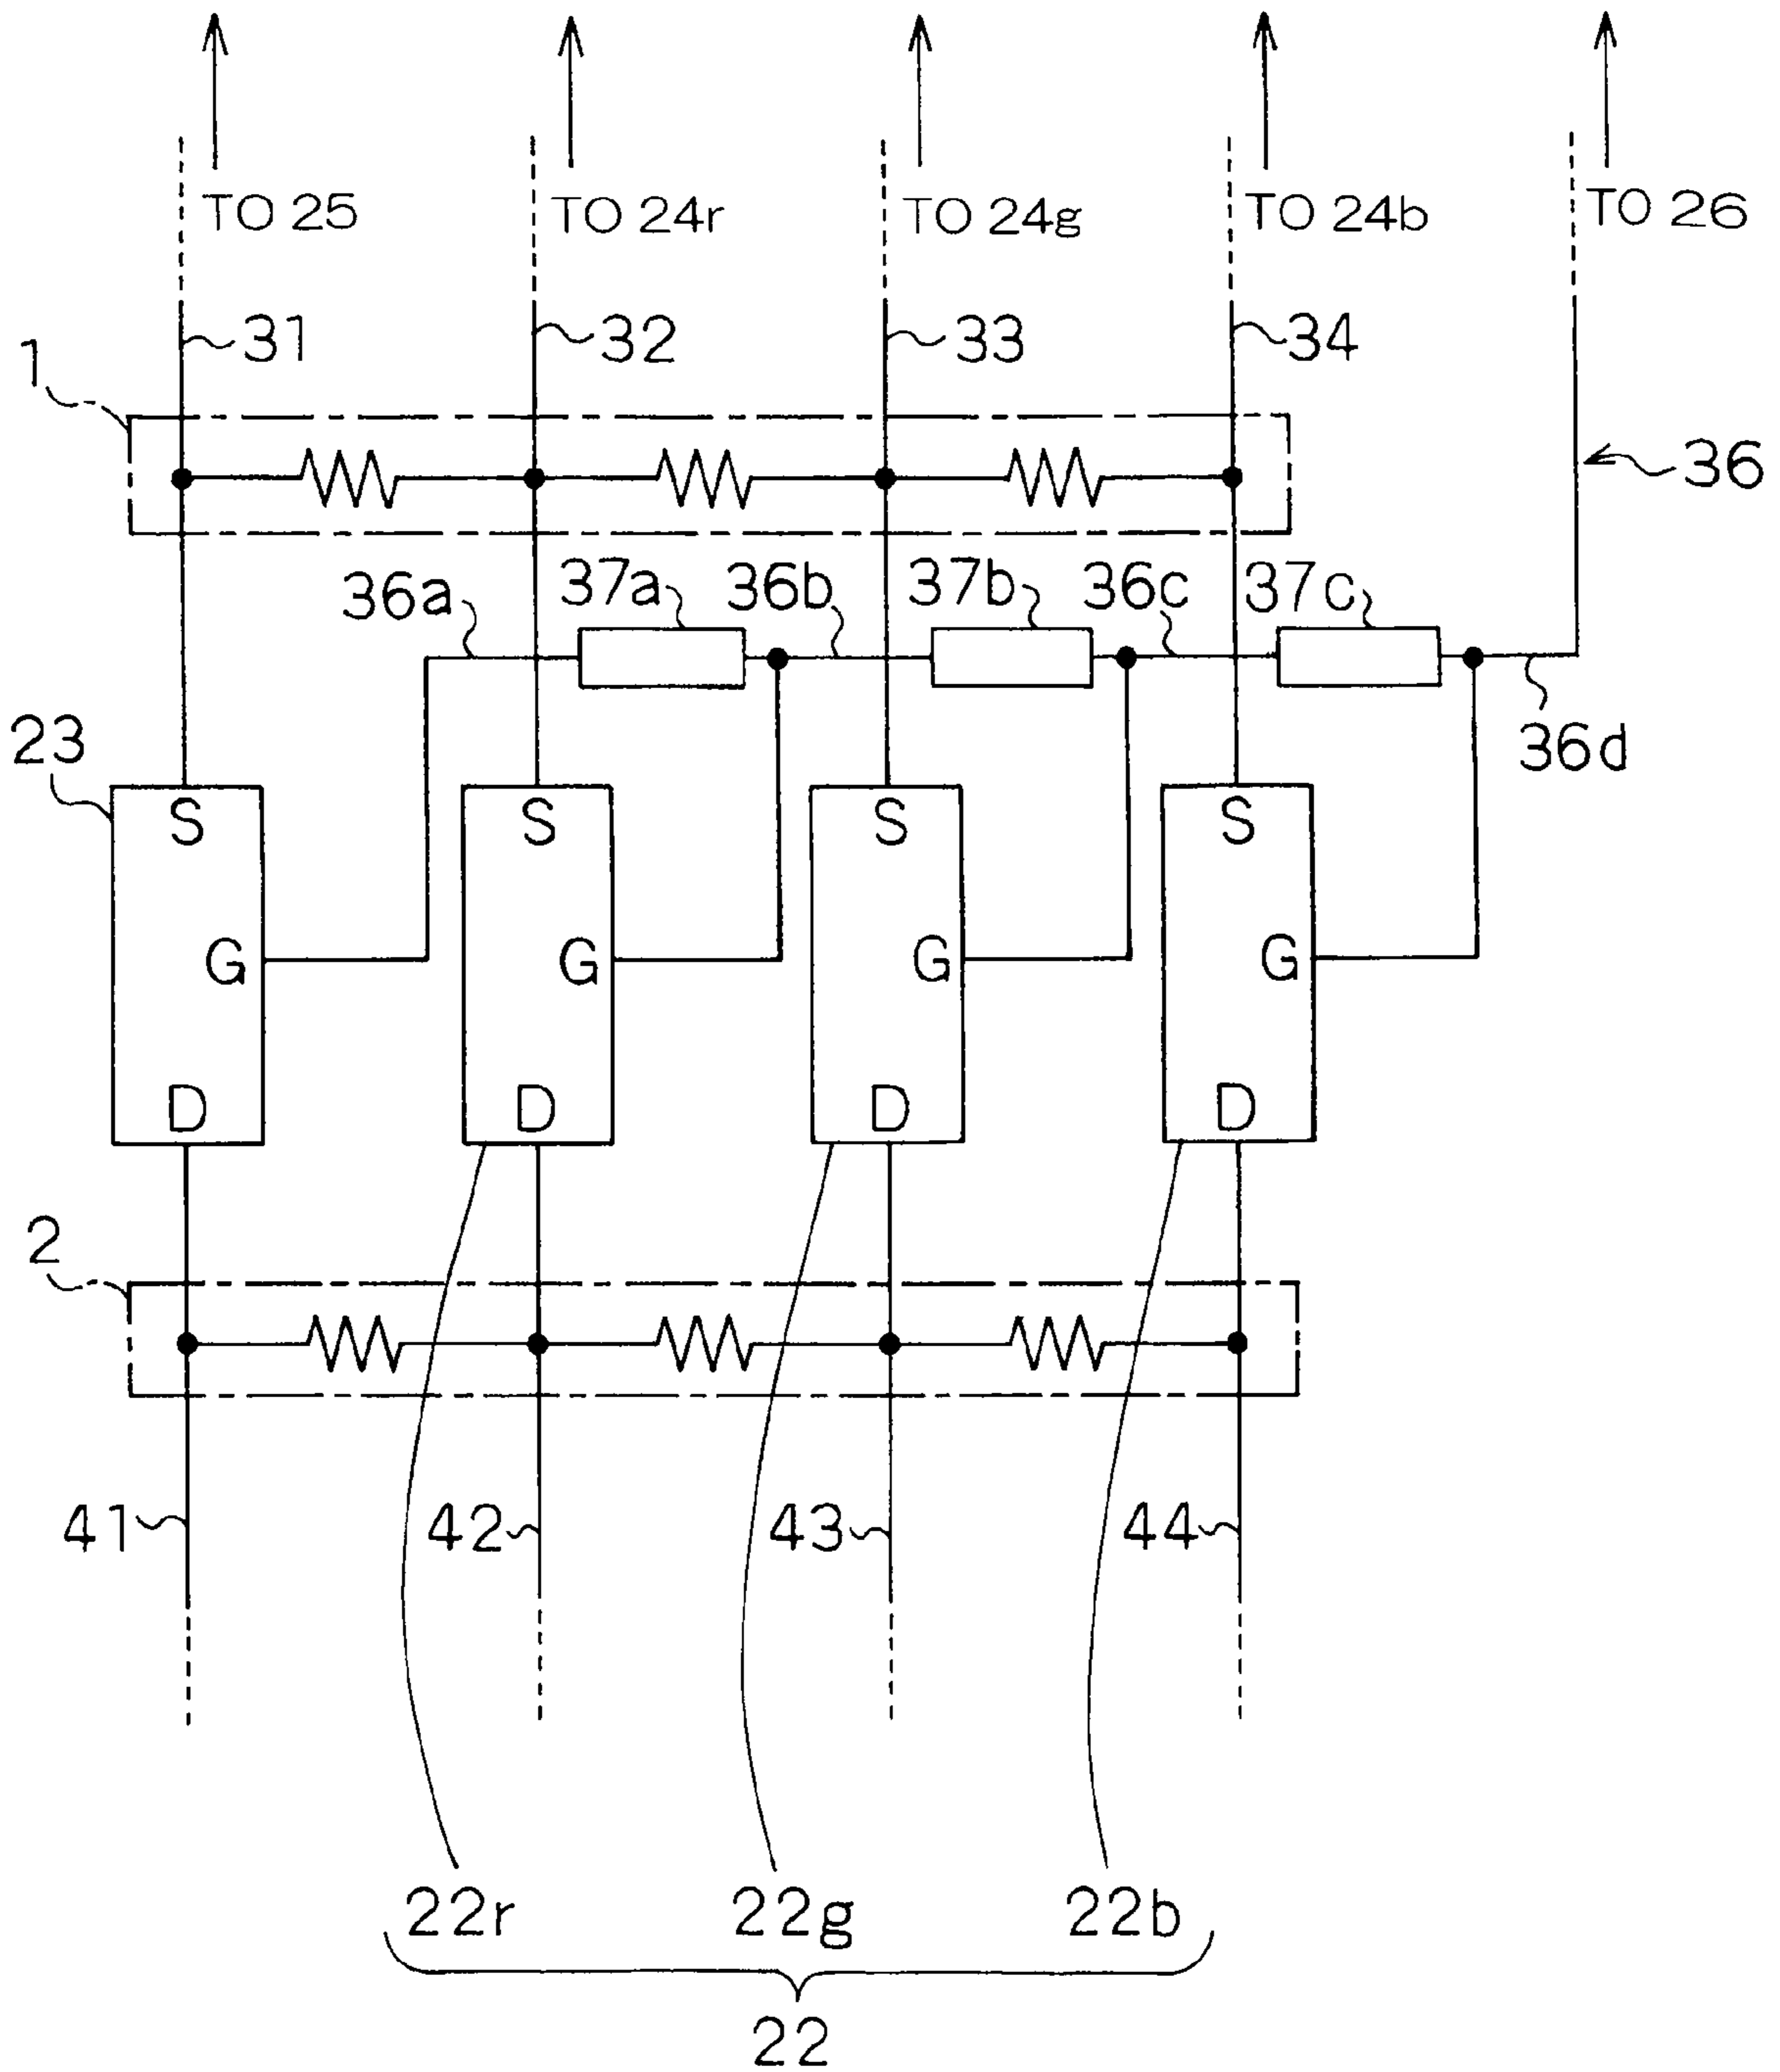 TO 25 TO 24r TO 24g TO 24b TO 26
31 32 33 34
1
36
36a 37a 36b 37b 36c 37c
36d
23
S S S S
G G G G
D D D D
2
41 42 43 44
22r 22g 22b
22